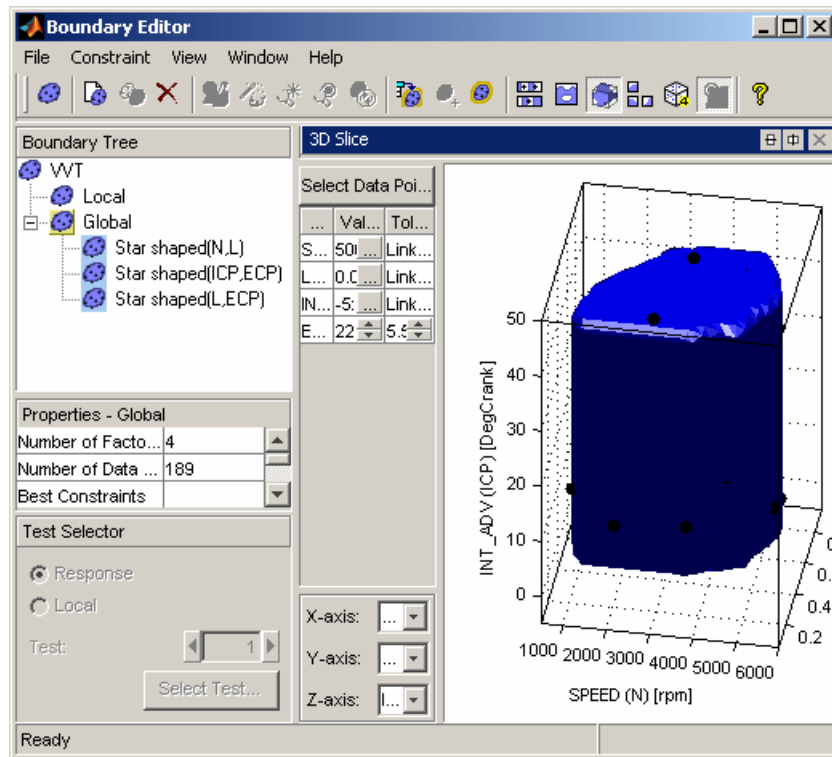 Boundary Editor
File Constraint View Window Help
Boundary Tree
VVT
Local
Global
Star shaped(N,L)
Star shaped(ICP,ECP)
Star shaped(L,ECP)
Properties - Global
Number of Facto... 4
Number of Data ... 189
Best Constraints
Test Selector
Response
Local
Test: 1
Select Test...
3D Slice
Select Data Poi...
... Val... Tol...
S... 50 ... Link...
L... 0.0 ... Link...
IN... -5: ... Link...
E... 22 5.5
X-axis: ...
Y-axis: ...
Z-axis: I...
50
40
30
20
10
0
INT_ADV (ICP) [DegCrank]
1000 2000 3000 4000 5000 6000
SPEED (N) [rpm]
0.4
0.2
Ready